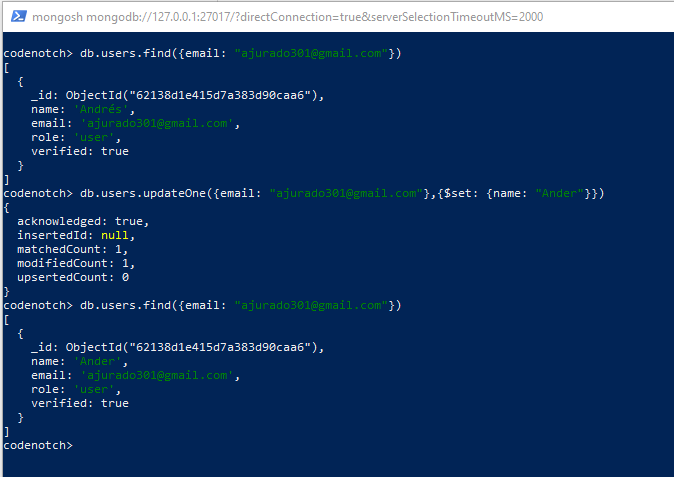 mongosh mongodb://127.0.0.1:27017/?directConnection=true&serverSelectionTimeoutMS=2000
codenotch> db.users.find({email: "ajurado301@gmail.com"})
[
  {
    _id: ObjectId("62138d1e415d7a383d90caa6"),
    name: 'Andrés',
    email: 'ajurado301@gmail.com',
    role: 'user',
    verified: true
  }
]
codenotch> db.users.updateOne({email: "ajurado301@gmail.com"},{$set: {name: "Ander"}})
{
  acknowledged: true,
  insertedId: null,
  matchedCount: 1,
  modifiedCount: 1,
  upsertedCount: 0
}
codenotch> db.users.find({email: "ajurado301@gmail.com"})
[
  {
    _id: ObjectId("62138d1e415d7a383d90caa6"),
    name: 'Ander',
    email: 'ajurado301@gmail.com',
    role: 'user',
    verified: true
  }
]
codenotch>